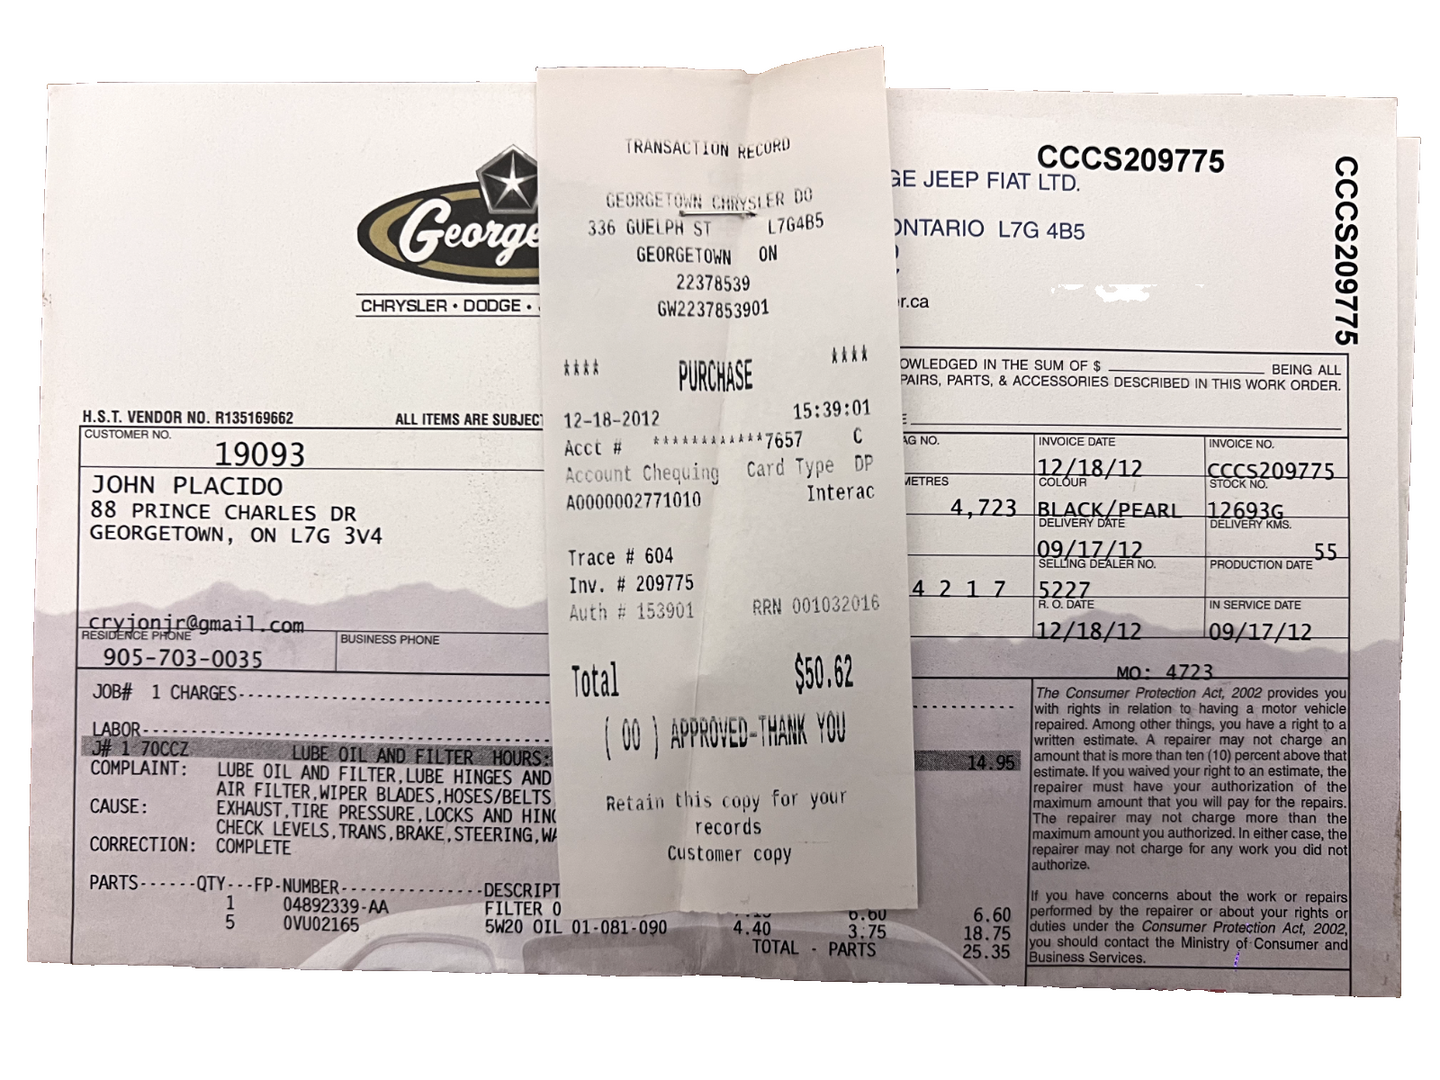 TRANSACTION RECORD
GEORGETOWN CHRYSLER DO
336 GUELPH ST L7G4B5
GEORGETOWN ON
22378539
GW2237853901
**** PURCHASE ****
12-18-2012 15:39:01
Acct # ************7657 C
Account Chequing Card Type DP
A0000002771010 Interac
Trace # 604
Inv. # 209775
Auth # 153901 RRN 001032016
Total $50.62
( 00 ) APPROVED-THANK YOU
Retain this copy for your
records
Customer copy
George
CHRYSLER • DODGE •
CCCS209775
CCCS209775
GE JEEP FIAT LTD.
ONTARIO L7G 4B5
r.ca
OWLEDGED IN THE SUM OF $ BEING ALL
PAIRS, PARTS, & ACCESSORIES DESCRIBED IN THIS WORK ORDER.
H.S.T. VENDOR NO. R135169662 ALL ITEMS ARE SUBJECT
CUSTOMER NO.
19093
JOHN PLACIDO
88 PRINCE CHARLES DR
GEORGETOWN, ON L7G 3V4
cryjonjr@gmail.com
RESIDENCE PHONE BUSINESS PHONE
905-703-0035
AG NO. INVOICE DATE INVOICE NO.
12/18/12 CCCS209775
METRES COLOUR STOCK NO.
4,723 BLACK/PEARL 12693G
DELIVERY DATE DELIVERY KMS.
09/17/12 55
SELLING DEALER NO. PRODUCTION DATE
4 2 1 7 5227
R. O. DATE IN SERVICE DATE
12/18/12 09/17/12
MO: 4723
JOB# 1 CHARGES
LABOR
J# 1 70CCZ LUBE OIL AND FILTER HOURS: 14.95
COMPLAINT: LUBE OIL AND FILTER,LUBE HINGES AND
AIR FILTER,WIPER BLADES,HOSES/BELTS
CAUSE: EXHAUST,TIRE PRESSURE,LOCKS AND HIN
CHECK LEVELS,TRANS,BRAKE,STEERING,WA
CORRECTION: COMPLETE
PARTS------QTY---FP-NUMBER---------------DESCRIPT
1 04892339-AA FILTER O 6.60 6.60
5 0VU02165 5W20 OIL 01-081-090 4.40 3.75 18.75
TOTAL - PARTS 25.35
The Consumer Protection Act, 2002 provides you
with rights in relation to having a motor vehicle
repaired. Among other things, you have a right to a
written estimate. A repairer may not charge an
amount that is more than ten (10) percent above that
estimate. If you waived your right to an estimate, the
repairer must have your authorization of the
maximum amount that you will pay for the repairs.
The repairer may not charge more than the
maximum amount you authorized. In either case, the
repairer may not charge for any work you did not
authorize.
If you have concerns about the work or repairs
performed by the repairer or about your rights or
duties under the Consumer Protection Act, 2002,
you should contact the Ministry of Consumer and
Business Services.